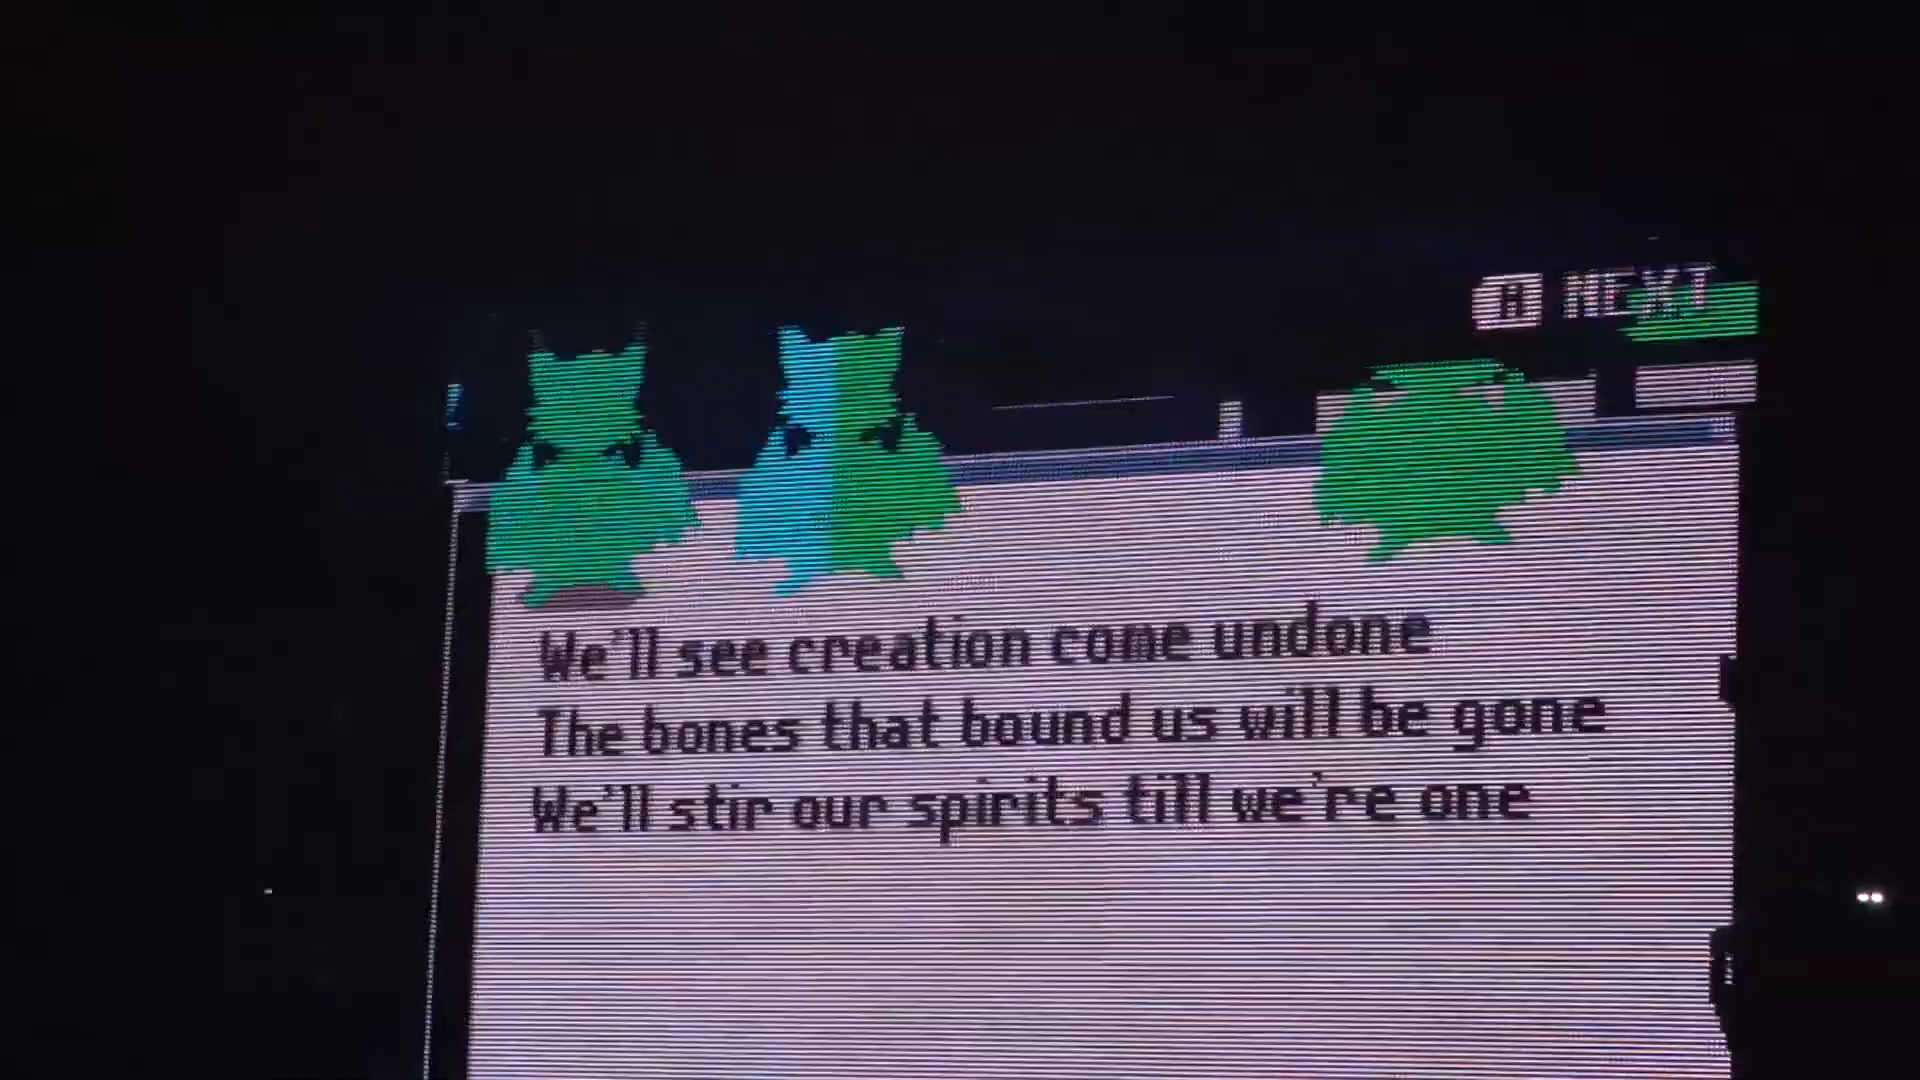 A NEXT
We'll see creation come undone
The bones that bound us will be gone
We'll stir our spirits till we're one